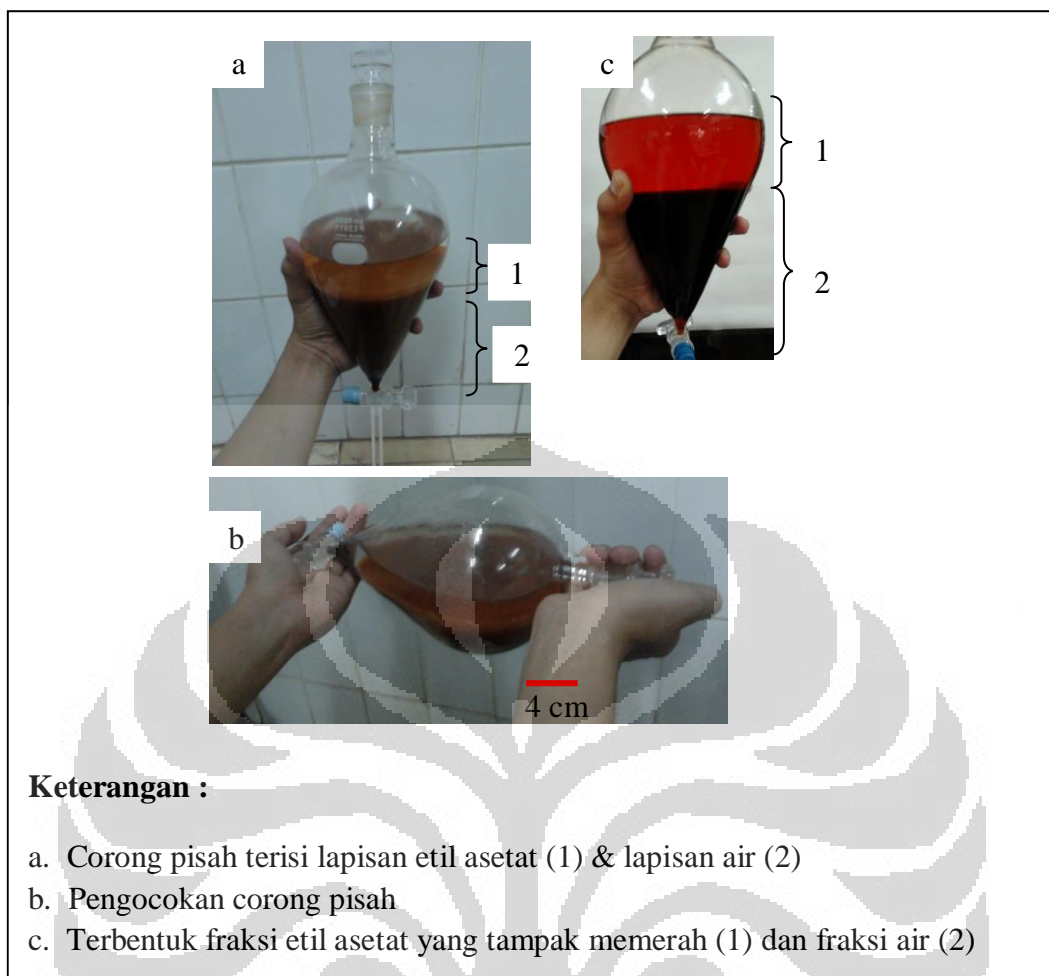 a
c
1
1
2
2
b
4 cm
Keterangan :
a. Corong pisah terisi lapisan etil asetat (1) & lapisan air (2)
b. Pengocokan corong pisah
c. Terbentuk fraksi etil asetat yang tampak memerah (1) dan fraksi air (2)